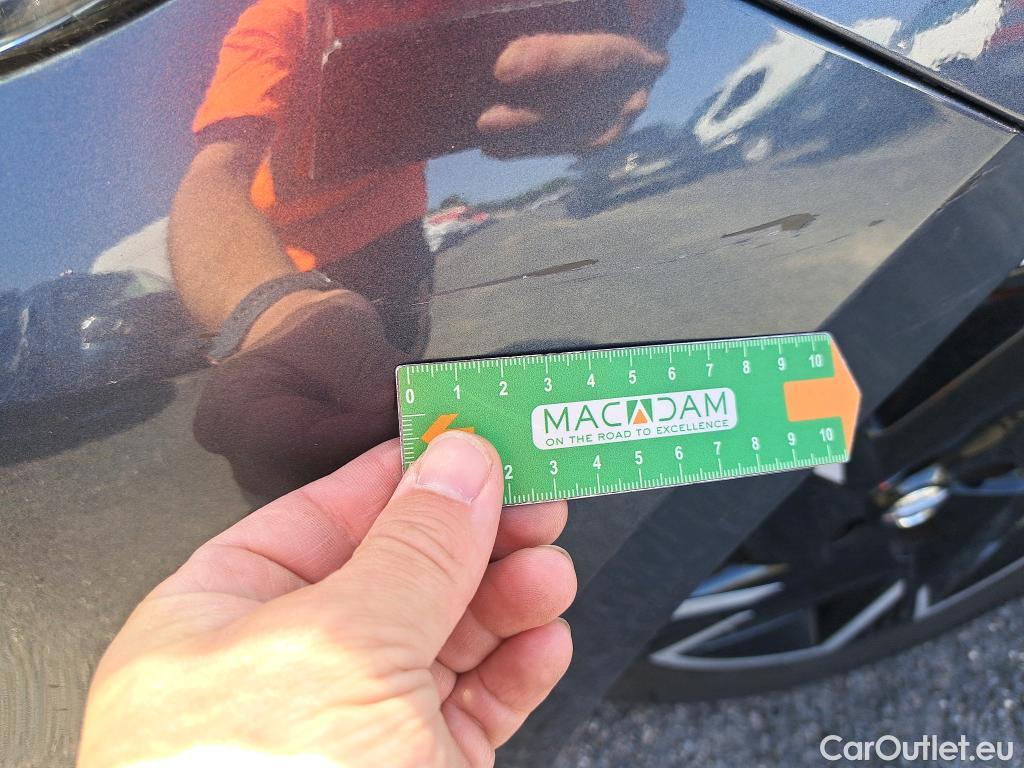 0 1 2 3 4 5 6 7 8 9 10
MACADAM
ON THE ROAD TO EXCELLENCE
2 3 4 5 6 7 8 9 10
CarOutlet.eu